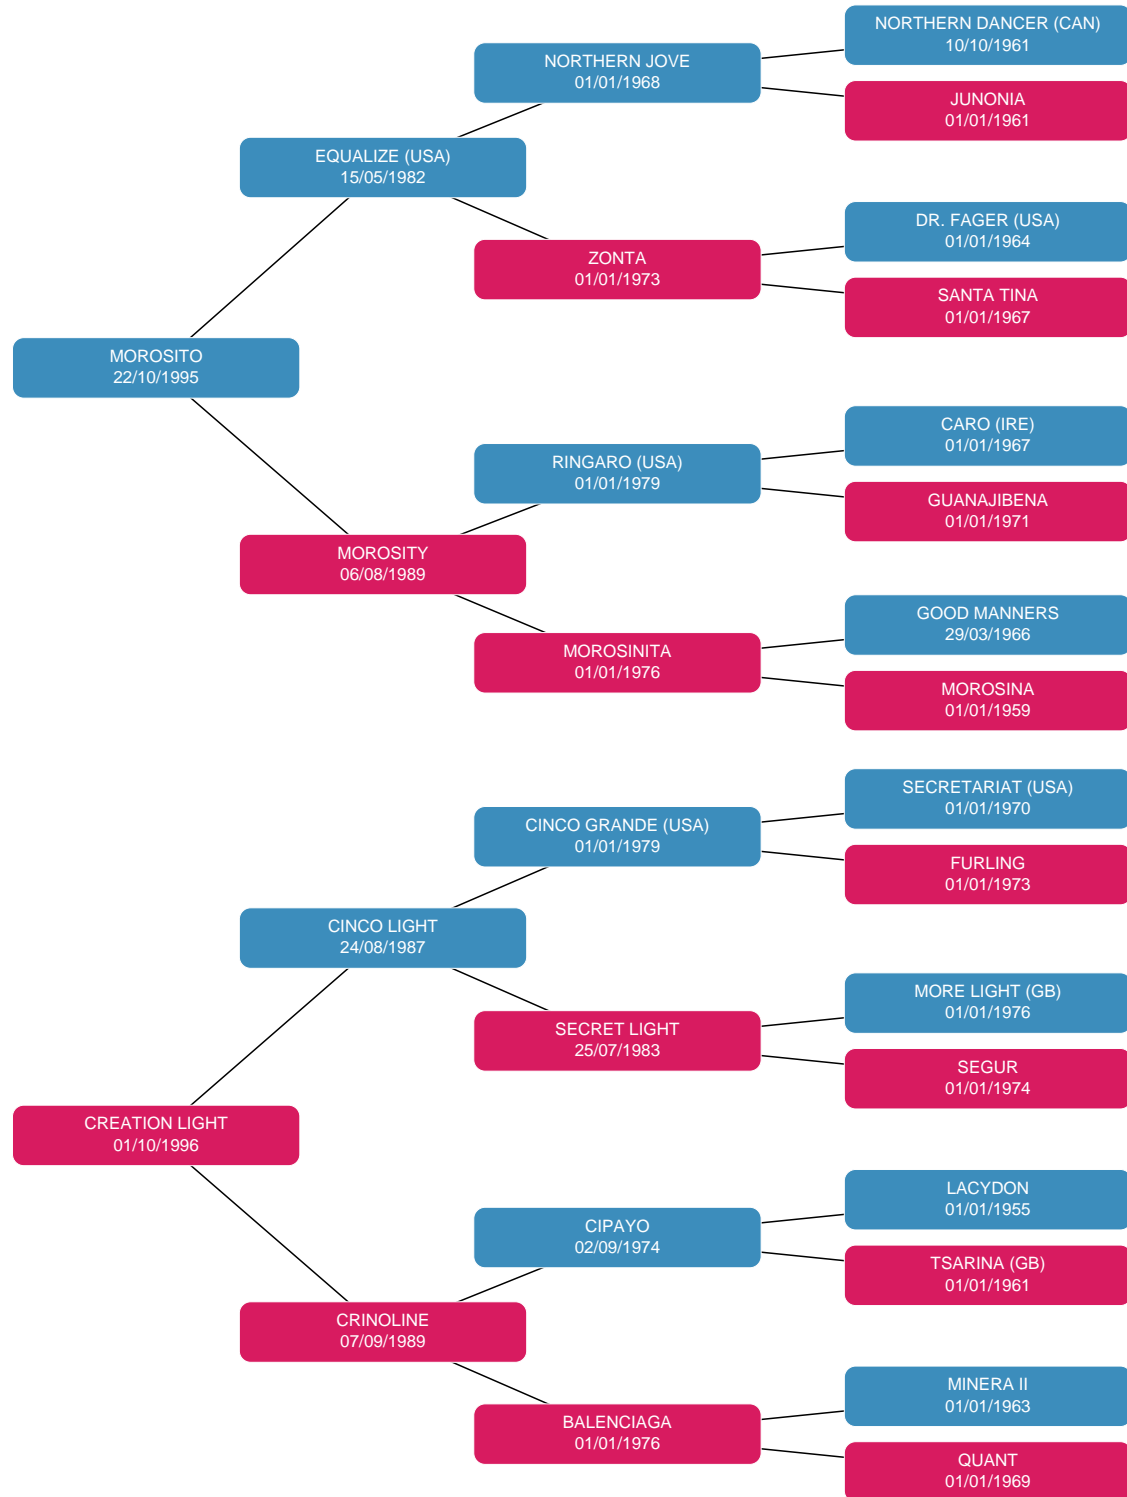 NORTHERN DANCER (CAN)
10/10/1961
NORTHERN JOVE
01/01/1968
JUNONIA
01/01/1961
EQUALIZE (USA)
15/05/1982
DR. FAGER (USA)
01/01/1964
ZONTA
01/01/1973
SANTA TINA
01/01/1967
MOROSITO
22/10/1995
CARO (IRE)
01/01/1967
RINGARO (USA)
01/01/1979
GUANAJIBENA
01/01/1971
MOROSITY
06/08/1989
GOOD MANNERS
29/03/1966
MOROSINITA
01/01/1976
MOROSINA
01/01/1959
SECRETARIAT (USA)
01/01/1970
CINCO GRANDE (USA)
01/01/1979
FURLING
01/01/1973
CINCO LIGHT
24/08/1987
MORE LIGHT (GB)
01/01/1976
SECRET LIGHT
25/07/1983
SEGUR
01/01/1974
CREATION LIGHT
01/10/1996
LACYDON
01/01/1955
CIPAYO
02/09/1974
TSARINA (GB)
01/01/1961
CRINOLINE
07/09/1989
MINERA II
01/01/1963
BALENCIAGA
01/01/1976
QUANT
01/01/1969